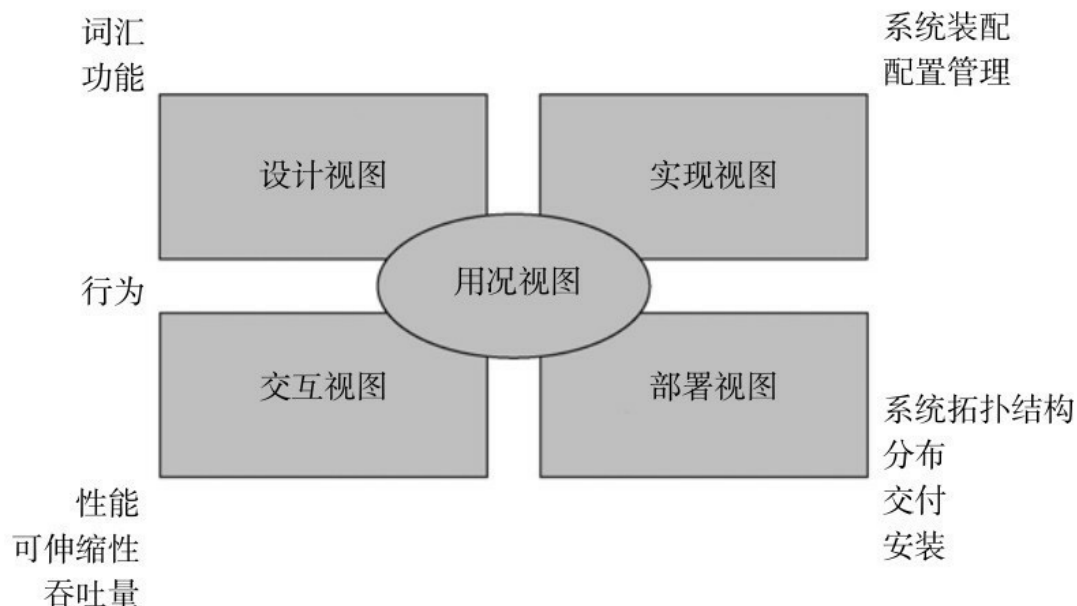 词汇
功能
系统装配
配置管理
设计视图
实现视图
用况视图
行为
交互视图
部署视图
系统拓扑结构
分布
交付
安装
性能
可伸缩性
吞吐量